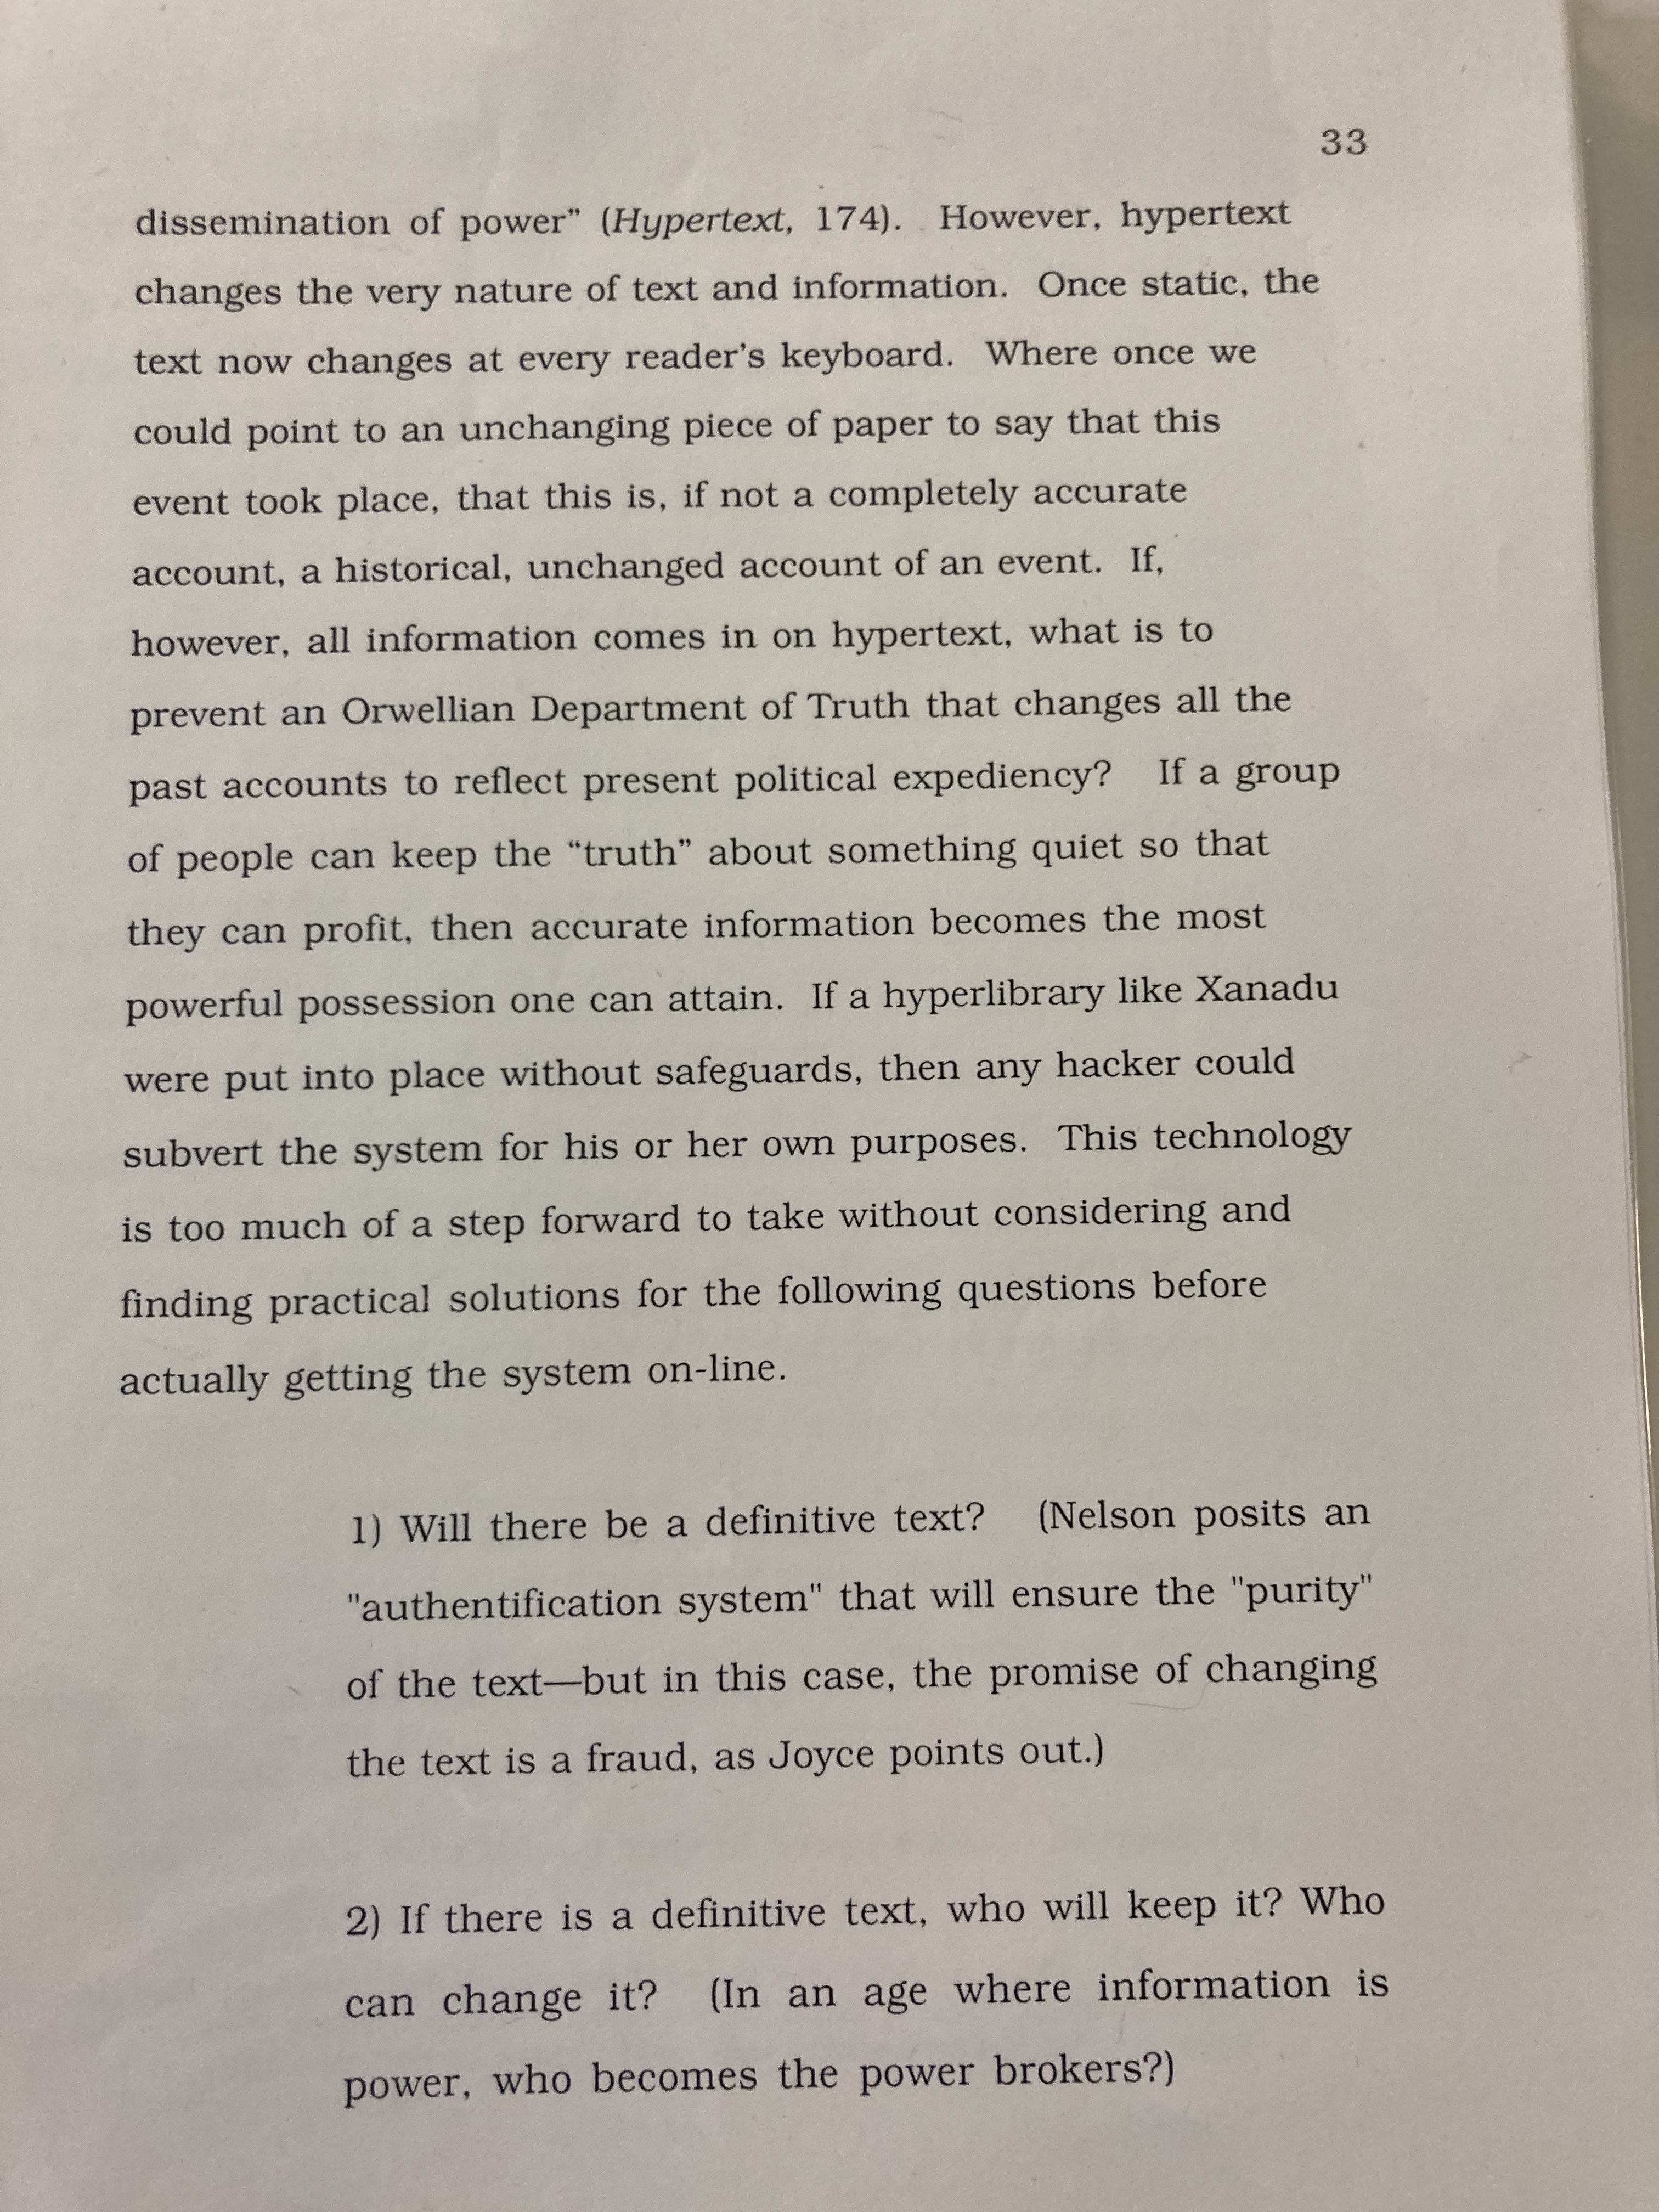 33
dissemination of power” (Hypertext, 174). However, hypertext
changes the very nature of text and information. Once static, the
text now changes at every reader’s keyboard. Where once we
could point to an unchanging piece of paper to say that this
event took place, that this is, if not a completely accurate
account, a historical, unchanged account of an event. If,
however, all information comes in on hypertext, what is to
prevent an Orwellian Department of Truth that changes all the
past accounts to reflect present political expediency? If a group
of people can keep the “truth” about something quiet so that
they can profit, then accurate information becomes the most
powerful possession one can attain. If a hyperlibrary like Xanadu
were put into place without safeguards, then any hacker could
subvert the system for his or her own purposes. This technology
is too much of a step forward to take without considering and
finding practical solutions for the following questions before
actually getting the system on-line.
1) Will there be a definitive text? (Nelson posits an
"authentification system" that will ensure the "purity"
of the text—but in this case, the promise of changing
the text is a fraud, as Joyce points out.)
2) If there is a definitive text, who will keep it? Who
can change it? (In an age where information is
power, who becomes the power brokers?)